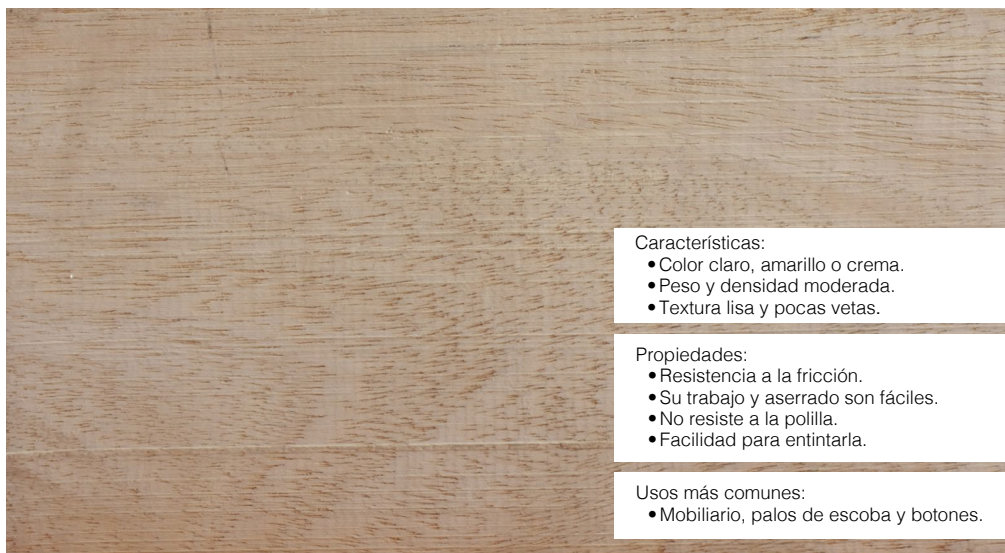 Características:
•Color claro, amarillo o crema.
•Peso y densidad moderada.
•Textura lisa y pocas vetas.
Propiedades:
•Resistencia a la fricción.
•Su trabajo y aserrado son fáciles.
•No resiste a la polilla.
•Facilidad para entintarla.
Usos más comunes:
•Mobiliario, palos de escoba y botones.